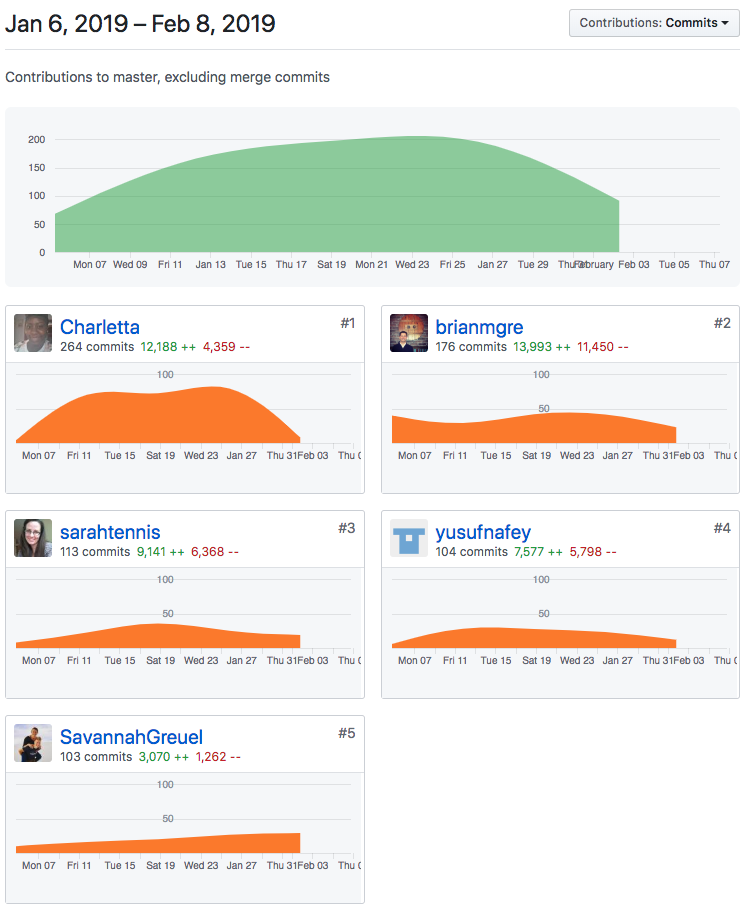 Jan 6, 2019 – Feb 8, 2019
Contributions: Commits
Contributions to master, excluding merge commits
200
150
100
50
0
Mon 07 Wed 09 Fri 11 Jan 13 Tue 15 Thu 17 Sat 19 Mon 21 Wed 23 Fri 25 Jan 27 Tue 29 Thu 31 February Feb 03 Tue 05 Thu 07
Charletta #1
264 commits 12,188 ++ 4,359 --
100
Mon 07 Fri 11 Tue 15 Sat 19 Wed 23 Jan 27 Thu 31 Feb 03 Thu 0
brianmgre #2
176 commits 13,993 ++ 11,450 --
100
50
Mon 07 Fri 11 Tue 15 Sat 19 Wed 23 Jan 27 Thu 31 Feb 03 Thu 0
sarahtennis #3
113 commits 9,141 ++ 6,368 --
100
50
Mon 07 Fri 11 Tue 15 Sat 19 Wed 23 Jan 27 Thu 31 Feb 03 Thu 0
yusufnafey #4
104 commits 7,577 ++ 5,798 --
100
50
Mon 07 Fri 11 Tue 15 Sat 19 Wed 23 Jan 27 Thu 31 Feb 03 Thu 0
SavannahGreuel #5
103 commits 3,070 ++ 1,262 --
100
50
Mon 07 Fri 11 Tue 15 Sat 19 Wed 23 Jan 27 Thu 31 Feb 03 Thu 0